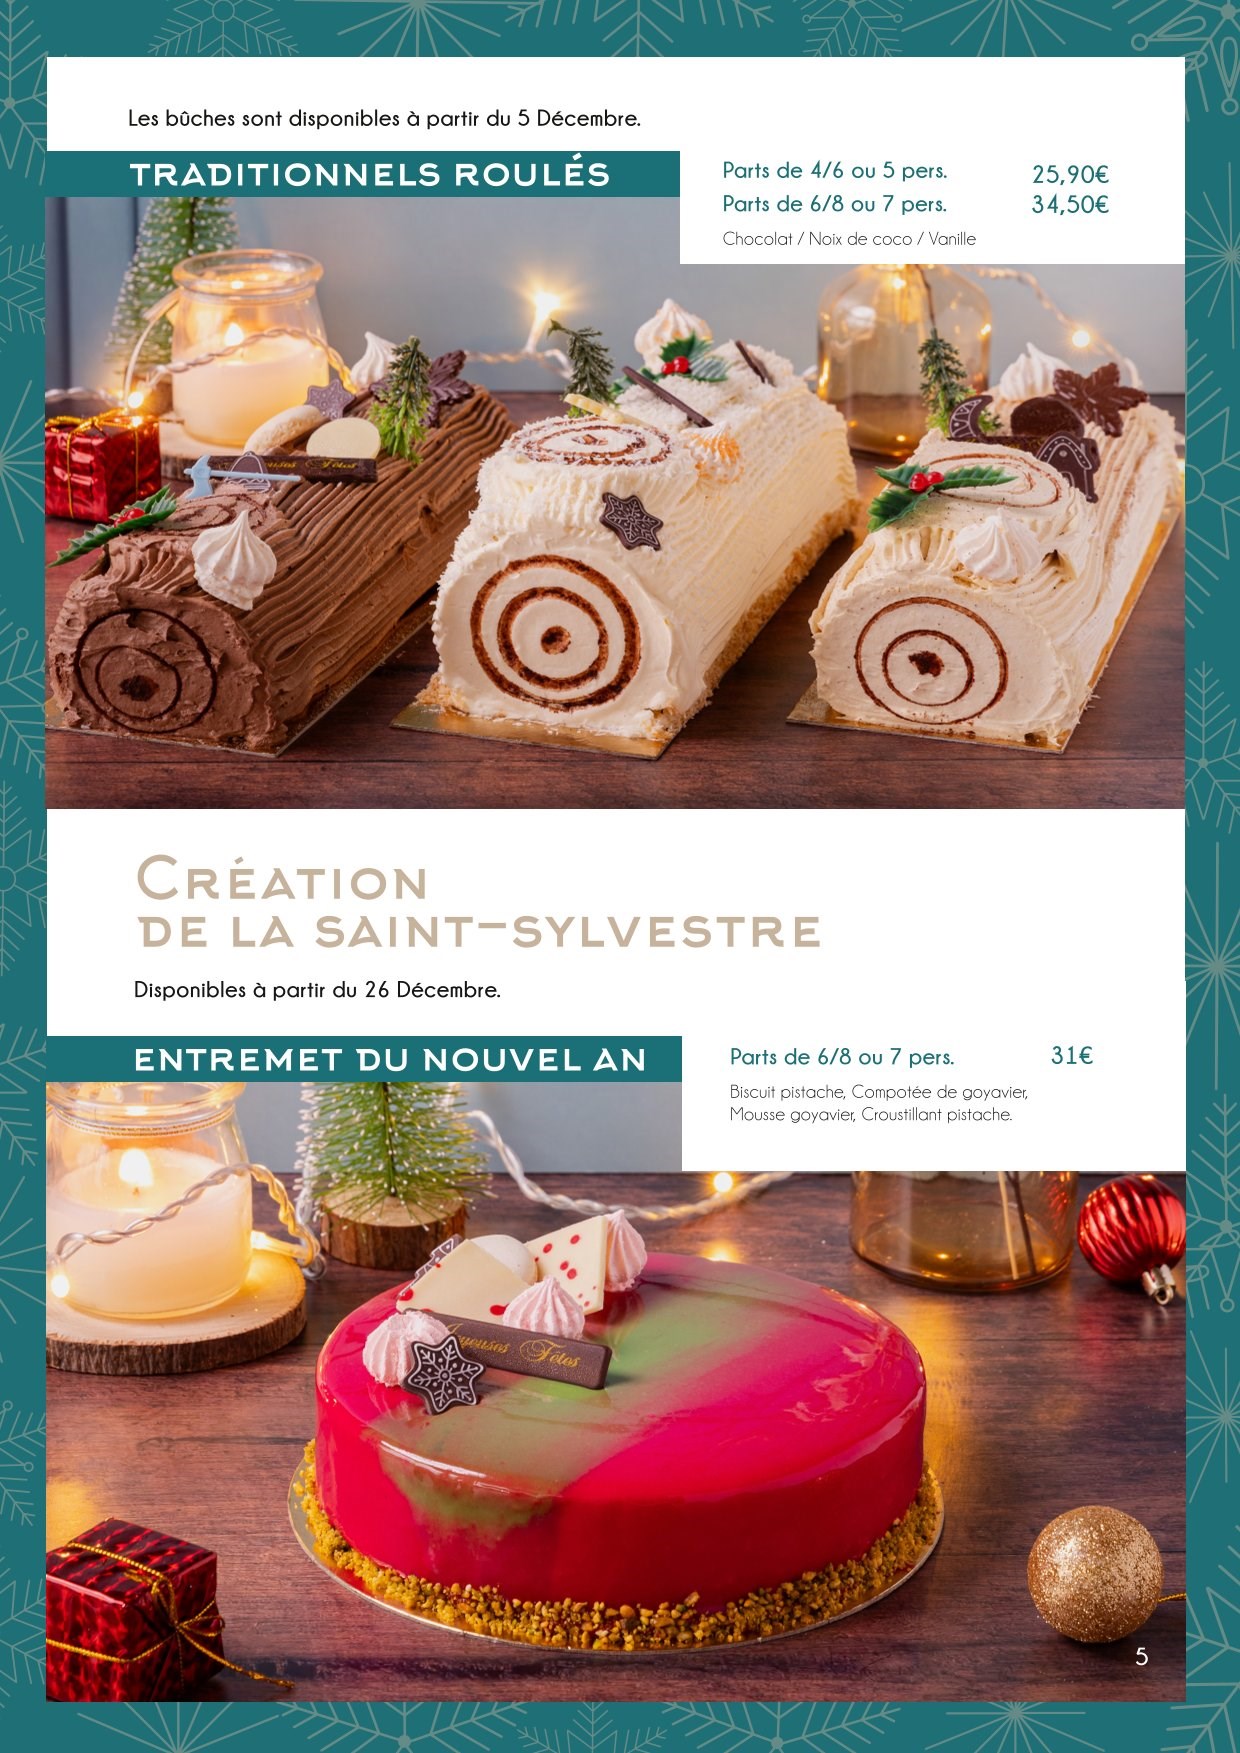 Les bûches sont disponibles à partir du 5 Décembre.
TRADITIONNELS ROULÉS
Parts de 4/6 ou 5 pers. 25,90€
Parts de 6/8 ou 7 pers. 34,50€
Chocolat / Noix de coco / Vanille
Joyeuses Fêtes
CRÉATION
DE LA SAINT-SYLVESTRE
Disponibles à partir du 26 Décembre.
ENTREMET DU NOUVEL AN
Parts de 6/8 ou 7 pers. 31€
Biscuit pistache, Compotée de goyavier,
Mousse goyavier, Croustillant pistache.
Joyeuses Fêtes
5